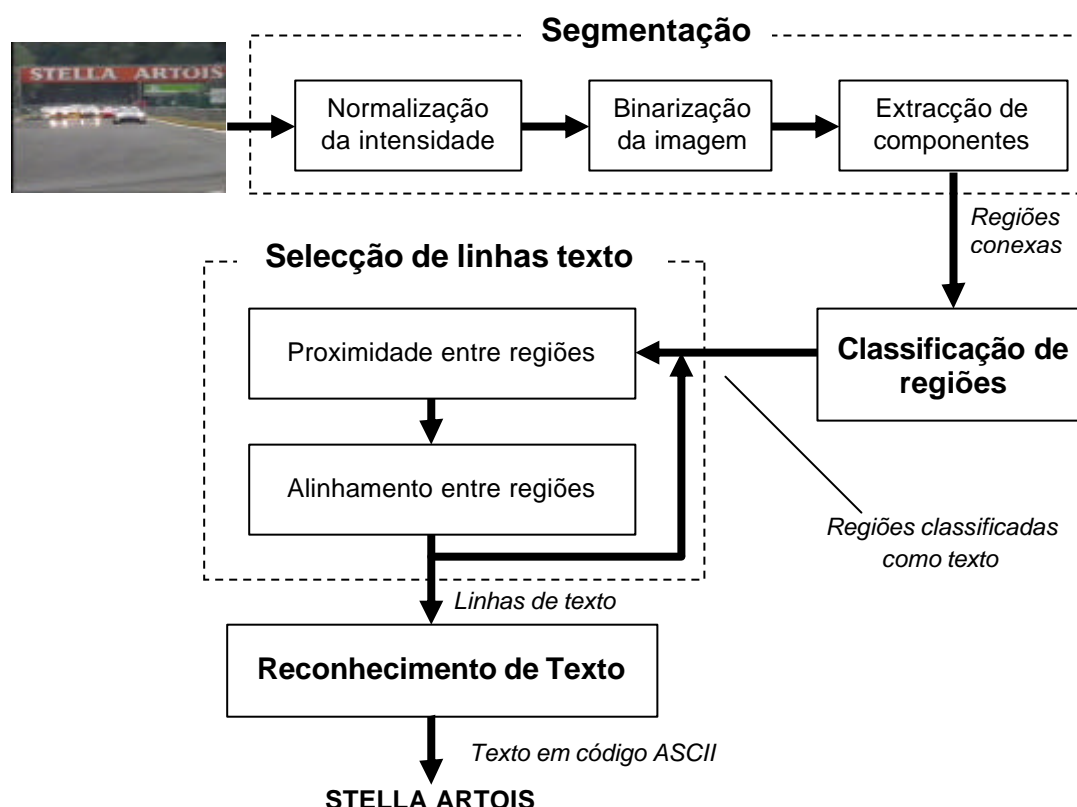 Segmentação
STELLA ARTOIS
Normalização
da intensidade
Binarização
da imagem
Extracção de
componentes
Regiões
conexas
Selecção de linhas texto
Proximidade entre regiões
Classificação de
regiões
Alinhamento entre regiões
Regiões classificadas
como texto
Linhas de texto
Reconhecimento de Texto
Texto em código ASCII
STELLA ARTOIS